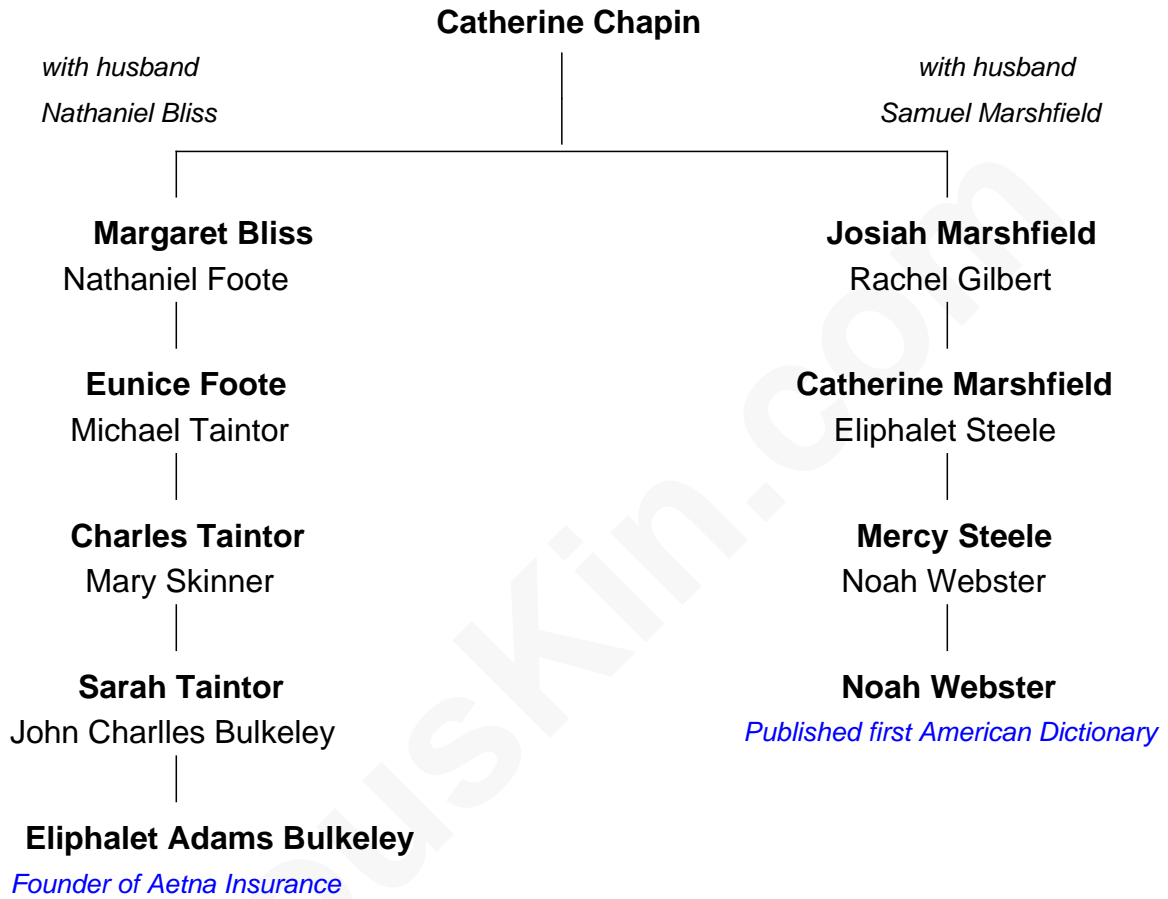 Catherine Chapin
with husband
Nathaniel Bliss
with husband
Samuel Marshfield
Margaret Bliss
Nathaniel Foote
Josiah Marshfield
Rachel Gilbert
Eunice Foote
Michael Taintor
Catherine Marshfield
Eliphalet Steele
Charles Taintor
Mary Skinner
Mercy Steele
Noah Webster
Sarah Taintor
John Charlles Bulkeley
Noah Webster
Published first American Dictionary
Eliphalet Adams Bulkeley
Founder of Aetna Insurance
ousKin.com